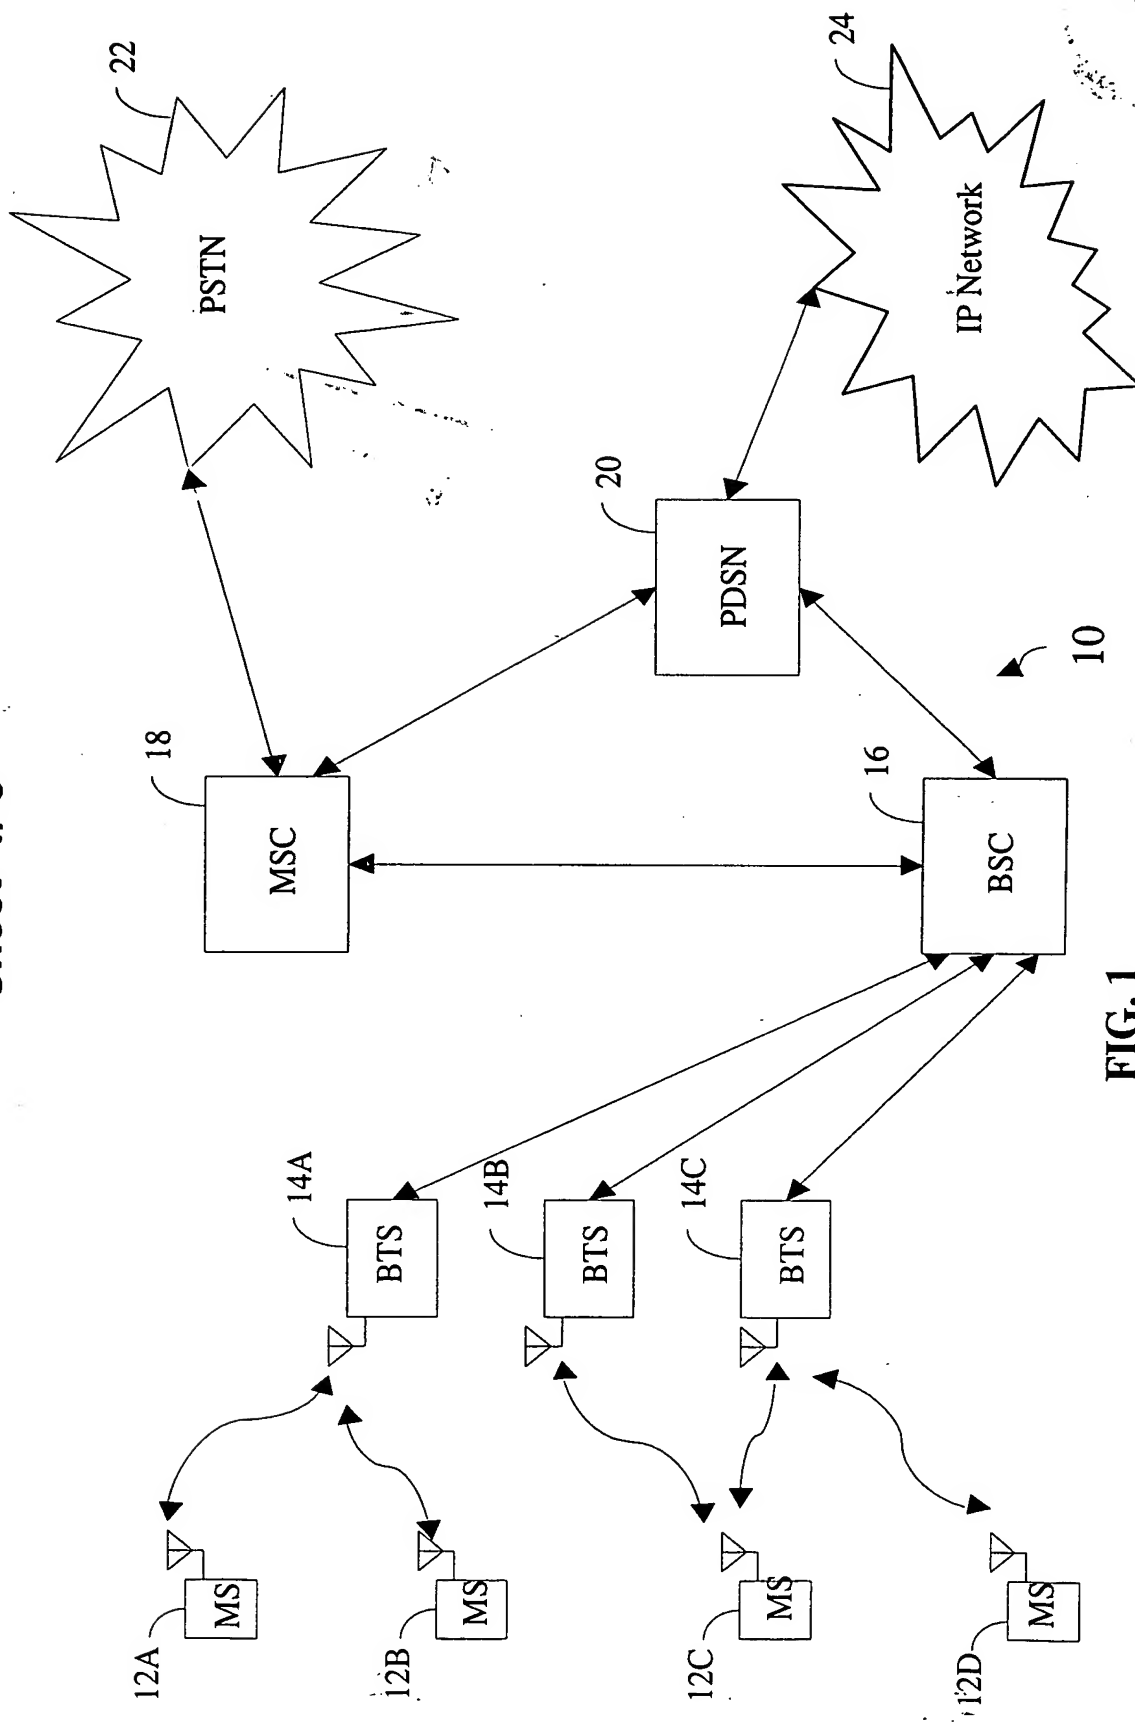 12A
MS
12B
MS
12C
MS
12D
MS
14A
BTS
14B
BTS
14C
BTS
18
MSC
16
BSC
20
PDSN
22
PSTN
24
IP Network
10
FIG. 1